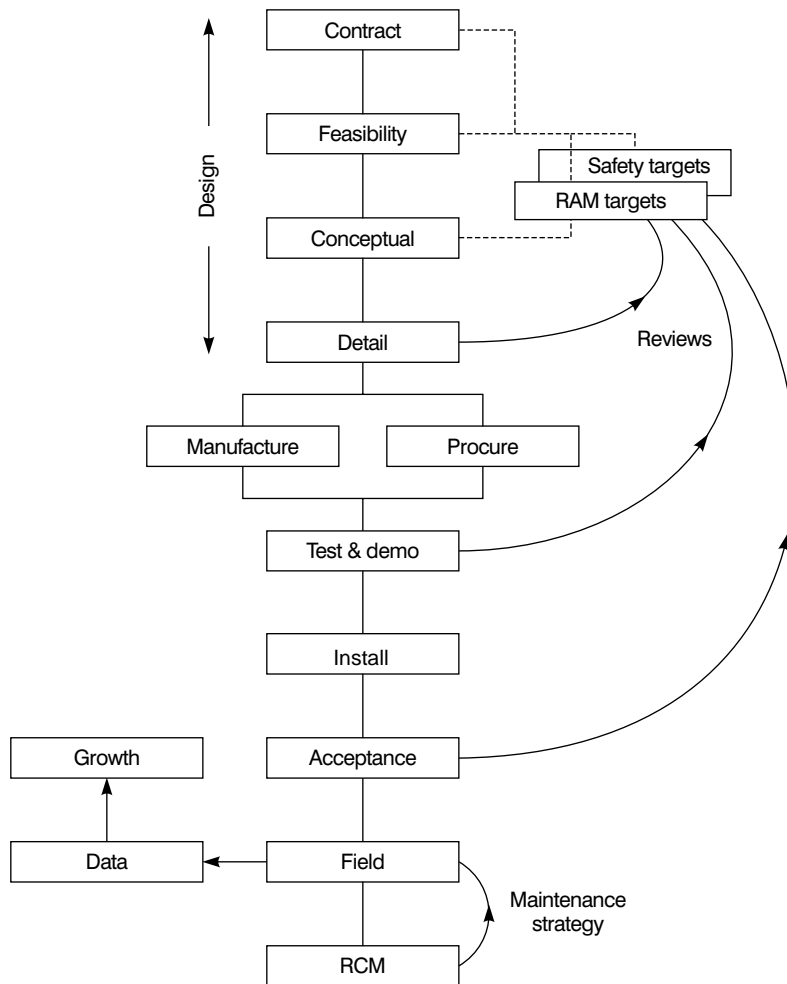 Contract
Design
Feasibility
Safety targets
RAM targets
Conceptual
Detail
Reviews
Manufacture
Procure
Test & demo
Install
Growth
Acceptance
Data
Field
Maintenance
strategy
RCM